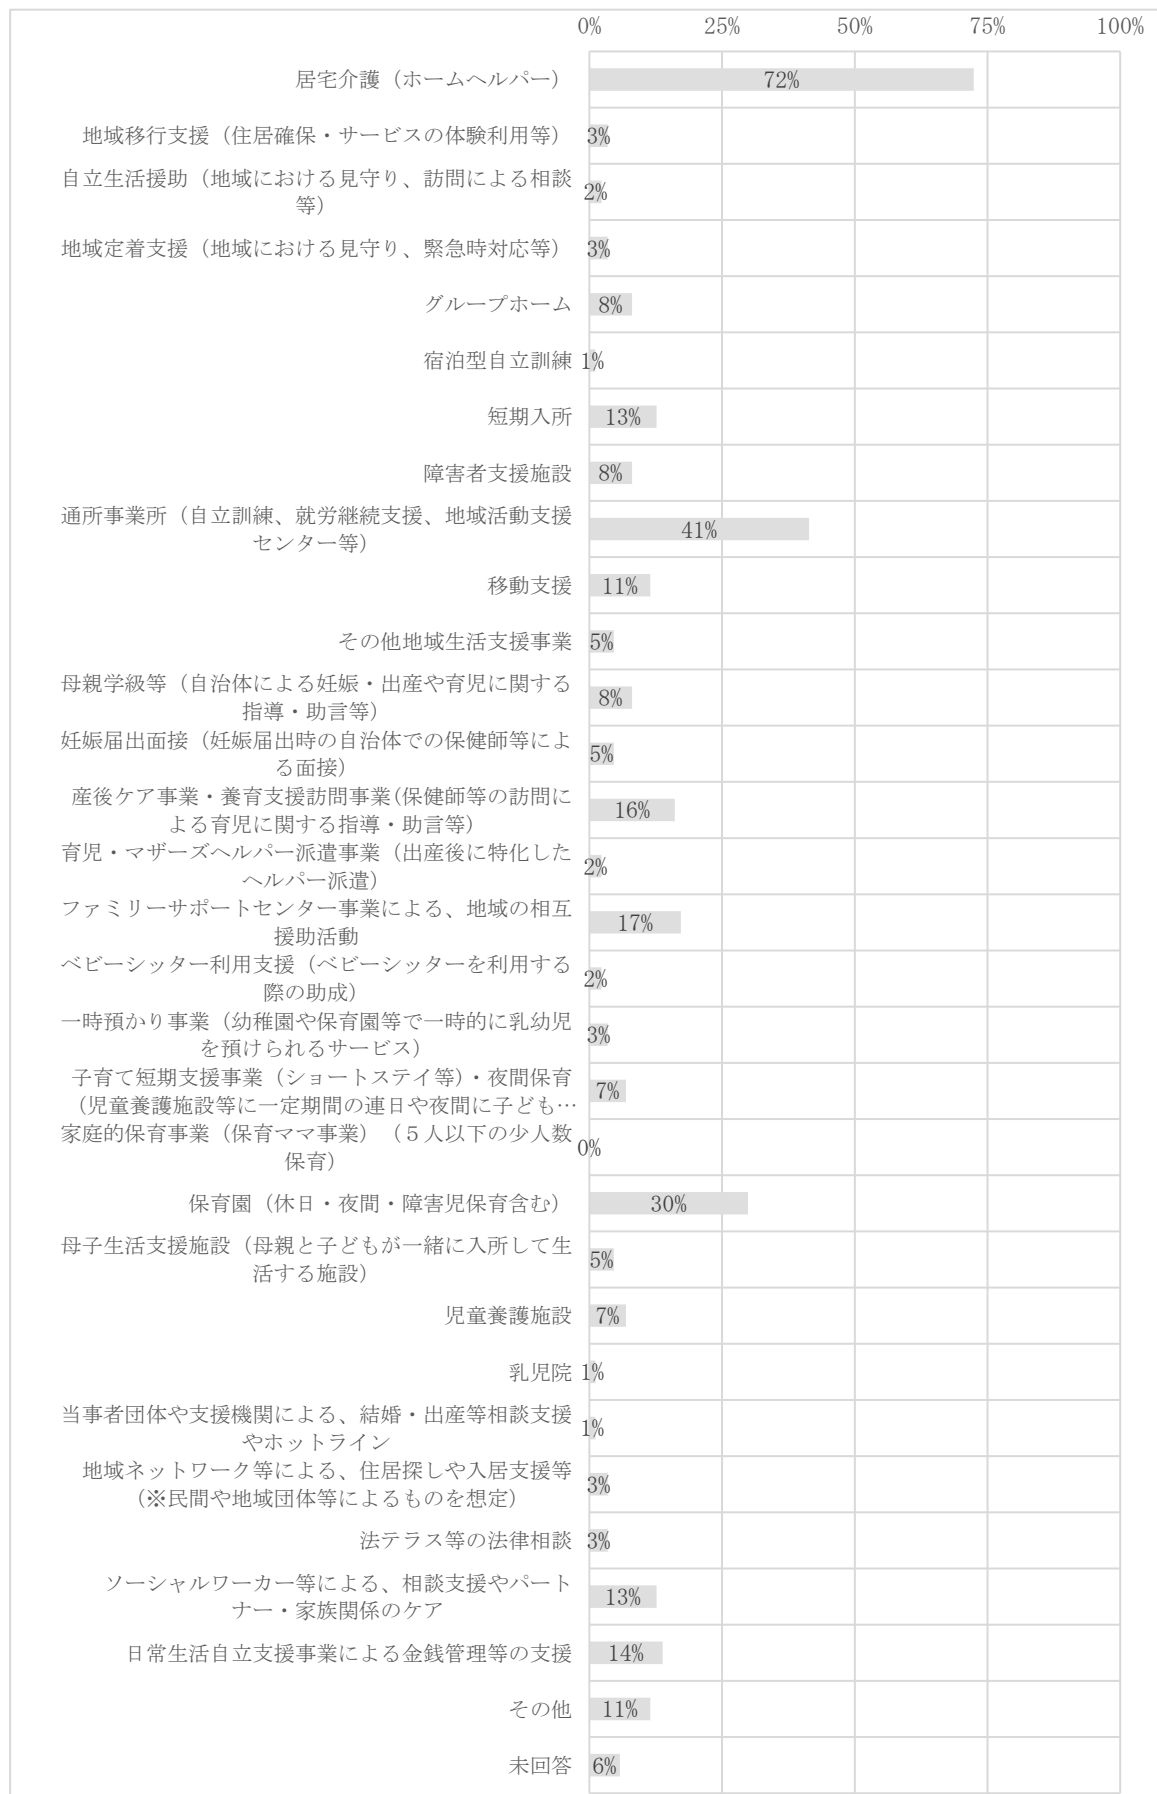 0% 25% 50% 75% 100%
居宅介護（ホームヘルパー） 72%
地域移行支援（住居確保・サービスの体験利用等） 3%
自立生活援助（地域における見守り、訪問による相談
等） 2%
地域定着支援（地域における見守り、緊急時対応等） 3%
グループホーム 8%
宿泊型自立訓練 1%
短期入所 13%
障害者支援施設 8%
通所事業所（自立訓練、就労継続支援、地域活動支援
センター等） 41%
移動支援 11%
その他地域生活支援事業 5%
母親学級等（自治体による妊娠・出産や育児に関する
指導・助言等） 8%
妊娠届出面接（妊娠届出時の自治体での保健師等によ
る面接） 5%
産後ケア事業・養育支援訪問事業(保健師等の訪問に
よる育児に関する指導・助言等） 16%
育児・マザーズヘルパー派遣事業（出産後に特化した
ヘルパー派遣） 2%
ファミリーサポートセンター事業による、地域の相互
援助活動 17%
ベビーシッター利用支援（ベビーシッターを利用する
際の助成） 2%
一時預かり事業（幼稚園や保育園等で一時的に乳幼児
を預けられるサービス） 3%
子育て短期支援事業（ショートステイ等）・夜間保育
（児童養護施設等に一定期間の連日や夜間に子ども… 7%
家庭的保育事業（保育ママ事業）（５人以下の少人数
保育） 0%
保育園（休日・夜間・障害児保育含む） 30%
母子生活支援施設（母親と子どもが一緒に入所して生
活する施設） 5%
児童養護施設 7%
乳児院 1%
当事者団体や支援機関による、結婚・出産等相談支援
やホットライン 1%
地域ネットワーク等による、住居探しや入居支援等
（※民間や地域団体等によるものを想定） 3%
法テラス等の法律相談 3%
ソーシャルワーカー等による、相談支援やパート
ナー・家族関係のケア 13%
日常生活自立支援事業による金銭管理等の支援 14%
その他 11%
未回答 6%